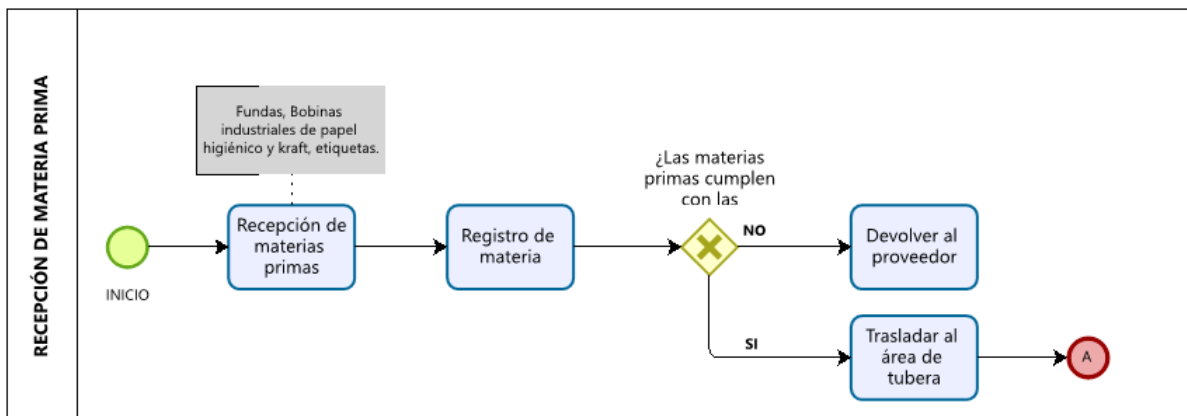 RECEPCIÓN DE MATERIA PRIMA
Fundas, Bobinas
industriales de papel
higiénico y kraft, etiquetas.
¿Las materias
primas cumplen
con las
INICIO
Recepción de
materias
primas
Registro de
materia
NO
Devolver al
proveedor
SI
Trasladar al
área de
tubera
A